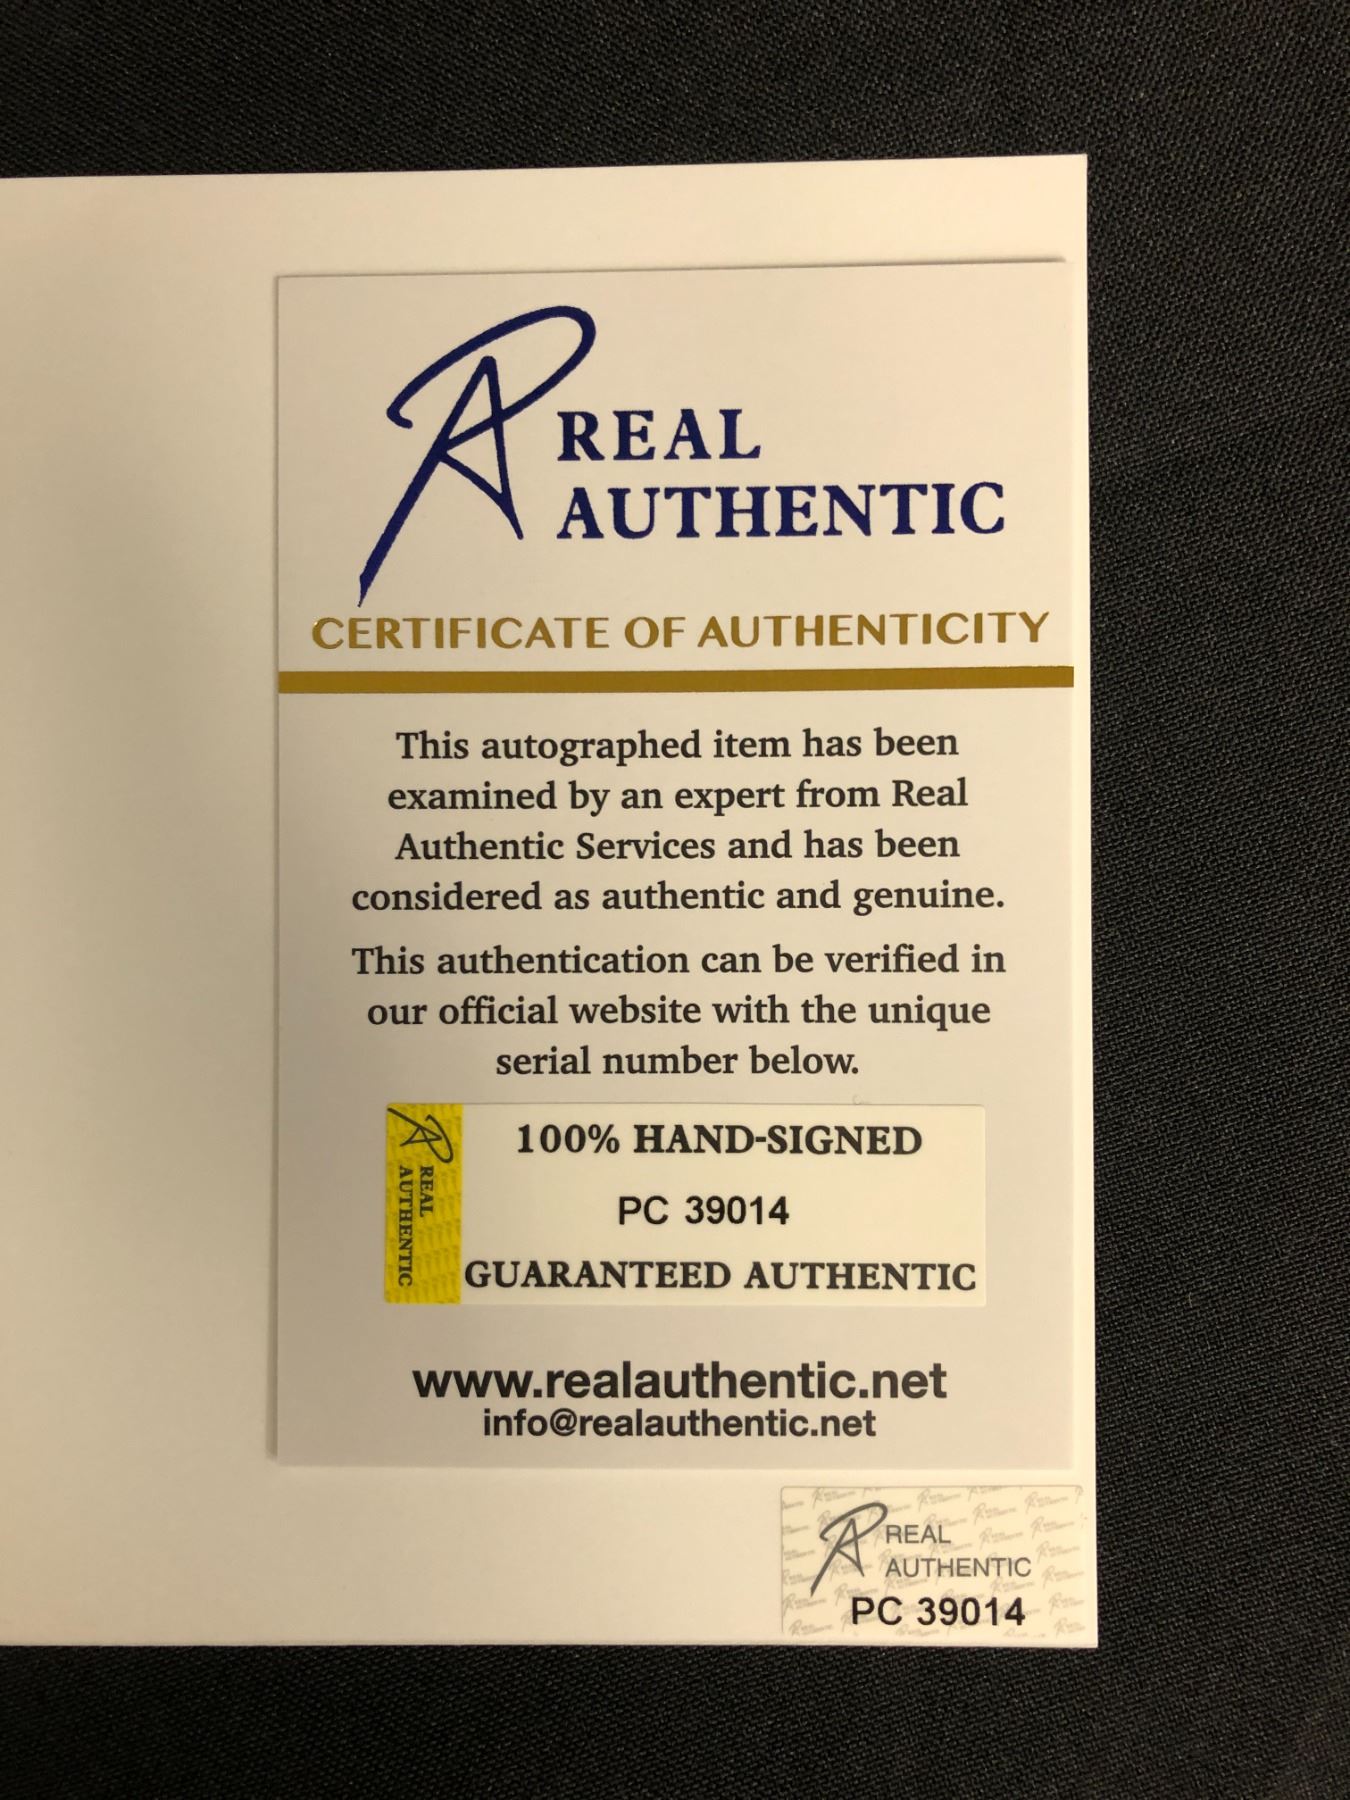 REAL
AUTHENTIC
CERTIFICATE OF AUTHENTICITY
This autographed item has been
examined by an expert from Real
Authentic Services and has been
considered as authentic and genuine.
This authentication can be verified in
our official website with the unique
serial number below.
REAL
AUTHENTIC
100% HAND-SIGNED
PC 39014
GUARANTEED AUTHENTIC
www.realauthentic.net
info@realauthentic.net
REAL
AUTHENTIC
PC 39014